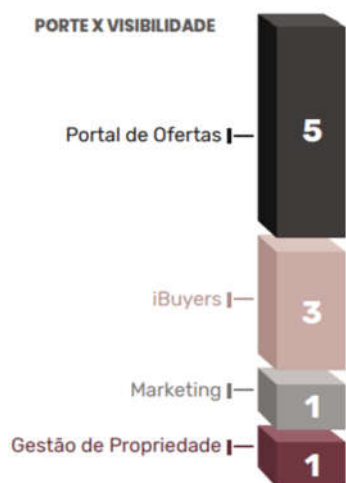 PORTE X VISIBILIDADE
Portal de Ofertas
5
iBuyers
3
Marketing
1
Gestão de Propriedade
1